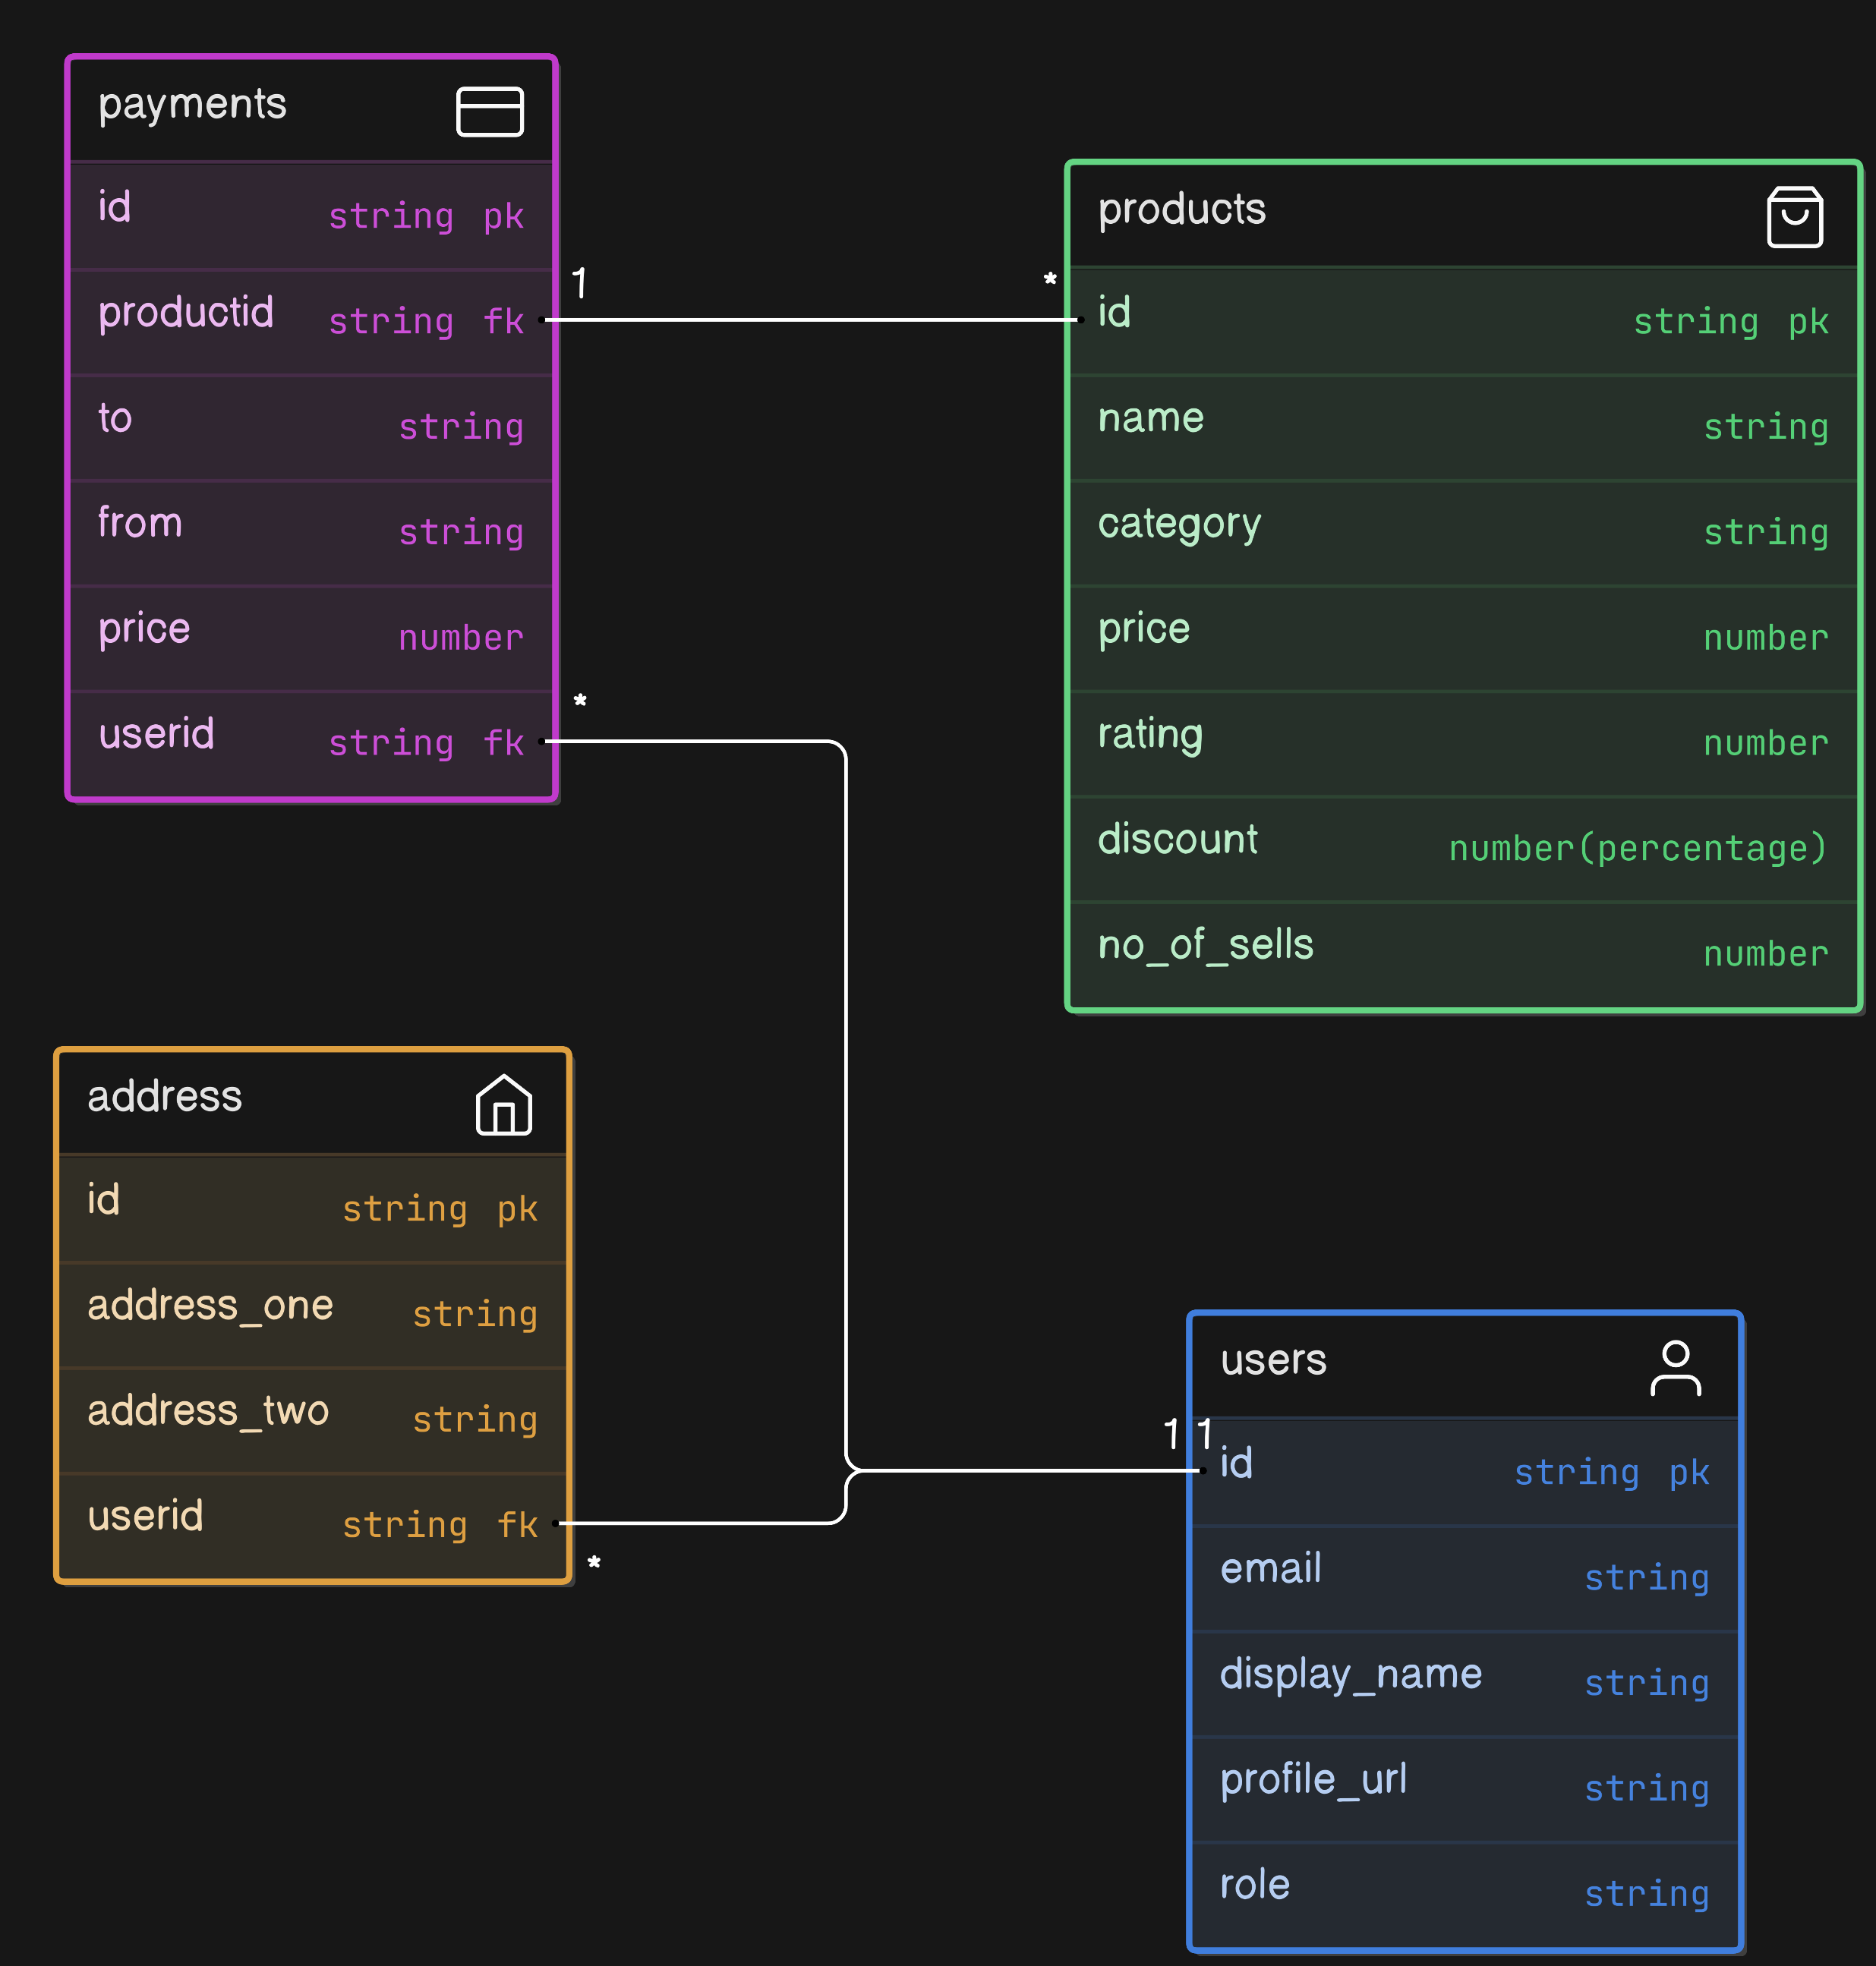 payments
id string pk
productid string fk
to string
from string
price number
userid string fk
1
*
*
products
id string pk
name string
category string
price number
rating number
discount number(percentage)
no_of_sells number
address
id string pk
address_one string
address_two string
userid string fk
*
1 1
users
id string pk
email string
display_name string
profile_url string
role string